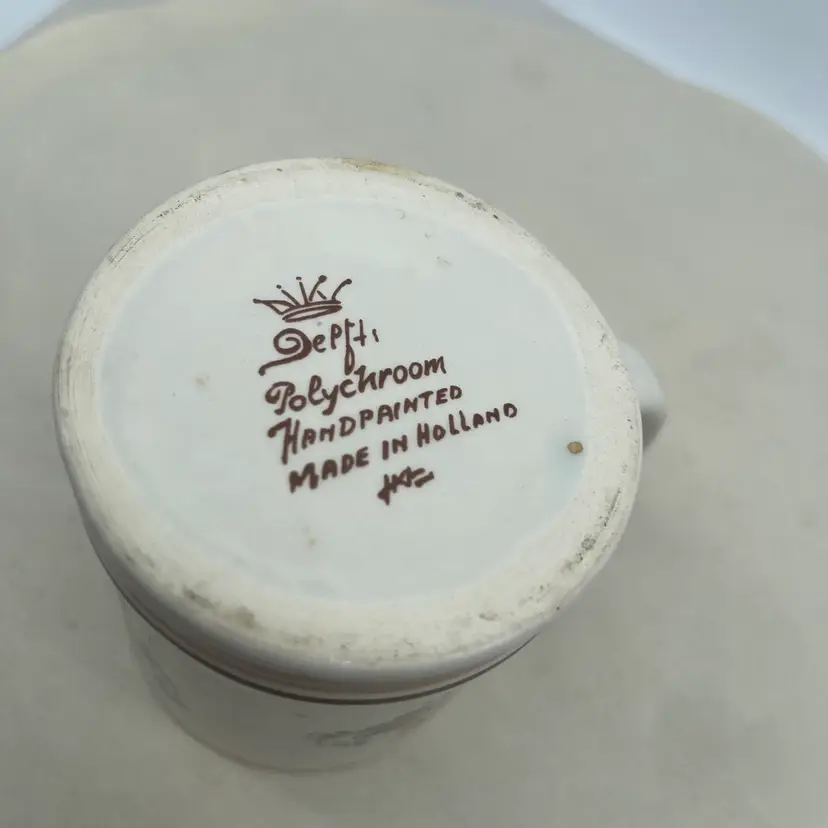 Delft
Polychroom
HANDPAINTED
MADE IN HOLLAND